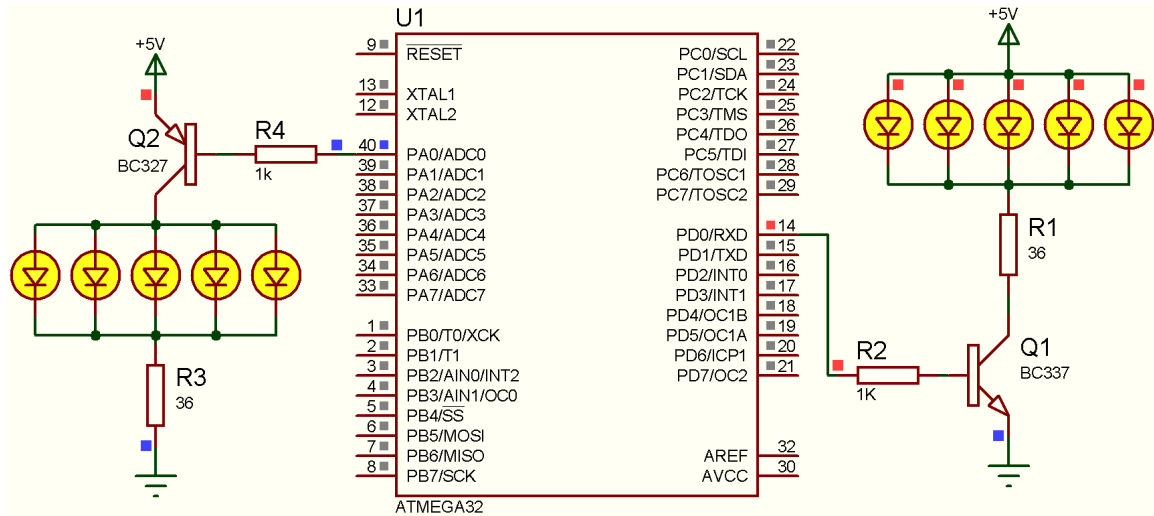 U1
+5V
Q2
BC327
R4
1k
R3
36
9 RESET
13 XTAL1
12 XTAL2
40 PA0/ADC0
39 PA1/ADC1
38 PA2/ADC2
37 PA3/ADC3
36 PA4/ADC4
35 PA5/ADC5
34 PA6/ADC6
33 PA7/ADC7
1 PB0/T0/XCK
2 PB1/T1
3 PB2/AIN0/INT2
4 PB3/AIN1/OC0
5 PB4/SS
6 PB5/MOSI
7 PB6/MISO
8 PB7/SCK
PC0/SCL 22
PC1/SDA 23
PC2/TCK 24
PC3/TMS 25
PC4/TDO 26
PC5/TDI 27
PC6/TOSC1 28
PC7/TOSC2 29
PD0/RXD 14
PD1/TXD 15
PD2/INT0 16
PD3/INT1 17
PD4/OC1B 18
PD5/OC1A 19
PD6/ICP1 20
PD7/OC2 21
AREF 32
AVCC 30
ATMEGA32
+5V
R1
36
R2
1K
Q1
BC337